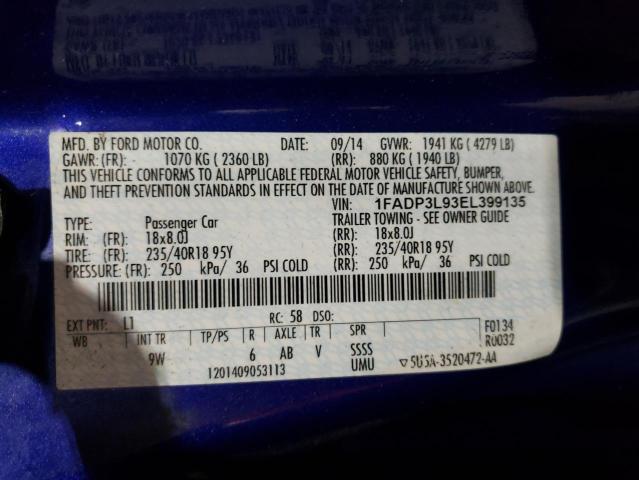 MFD. BY FORD MOTOR CO. DATE: 09/14 GVWR: 1941 KG ( 4279 LB)
GAWR: (FR): - 1070 KG ( 2360 LB) (RR): 880 KG ( 1940 LB)
THIS VEHICLE CONFORMS TO ALL APPLICABLE FEDERAL MOTOR VEHICLE SAFETY, BUMPER,
AND THEFT PREVENTION STANDARDS IN EFFECT ON THE DATE OF MANUFACTURE SHOWN ABOVE.
VIN: 1FADP3L93EL399135
TYPE: Passenger Car TRAILER TOWING - SEE OWNER GUIDE
RIM: (FR): 18x8.0J (RR): 18x8.0J
TIRE: (FR): 235/40R18 95Y (RR): 235/40R18 95Y
PRESSURE: (FR): 250 kPa/ 36 PSI COLD (RR): 250 kPa/ 36 PSI COLD
EXT PNT: L1 RC: 58 DSO: F0134
WB INT TR TP/PS R AXLE TR SPR R0032
9W 6 AB V SSSS
1201409053113 UMU ▽5U5A-3520472-AA